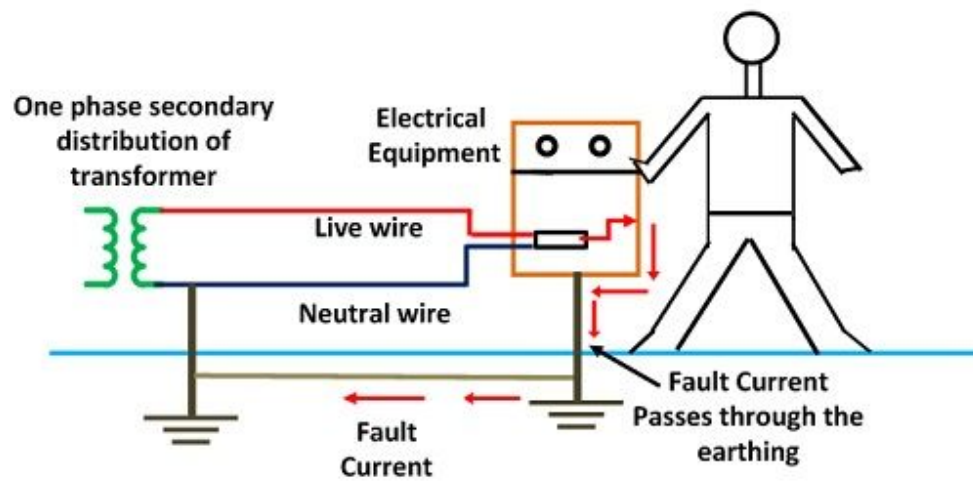 One phase secondary
distribution of
transformer
Electrical
Equipment
Live wire
Neutral wire
Fault Current
Passes through the
earthing
Fault
Current